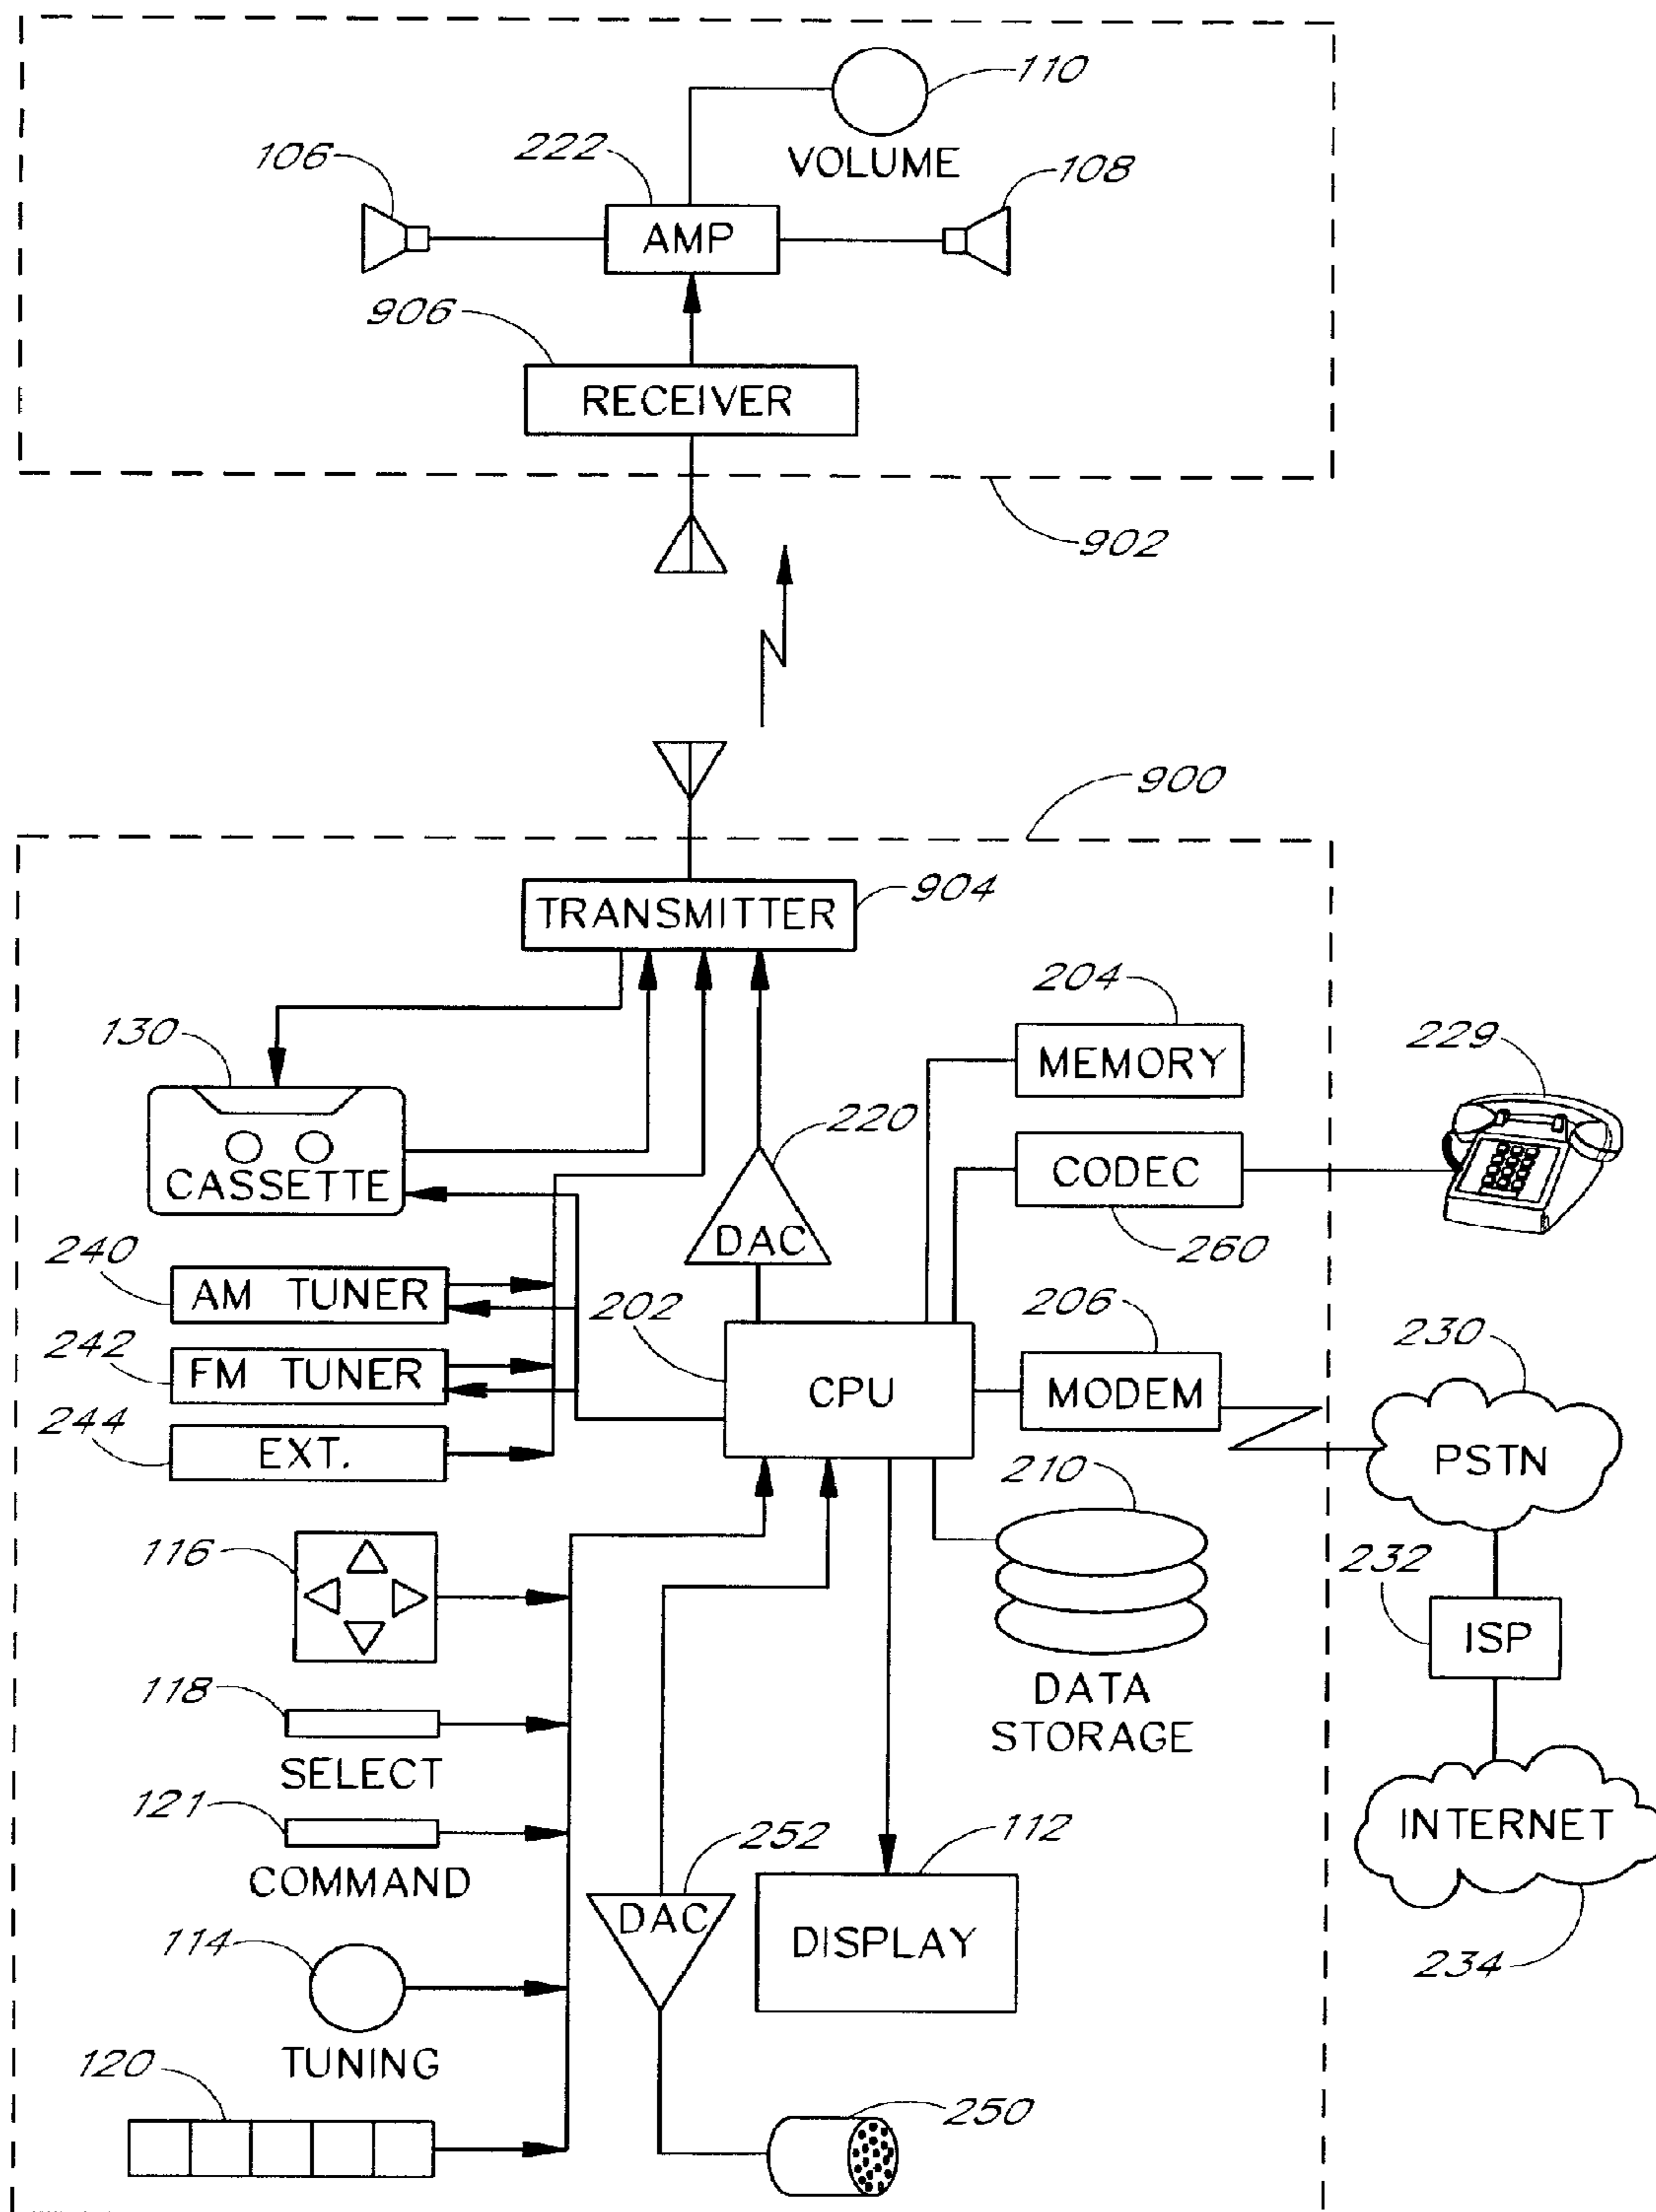 110
VOLUME
106
222
108
AMP
906
RECEIVER
902
900
904
TRANSMITTER
204
MEMORY
130
229
220
CODEC
CASSETTE
260
DAC
240
AM TUNER
202
206
230
242
FM TUNER
CPU
MODEM
244
EXT.
PSTN
210
116
232
ISP
118
DATA
STORAGE
SELECT
121
INTERNET
COMMAND
252
112
DAC
DISPLAY
114
234
TUNING
120
250